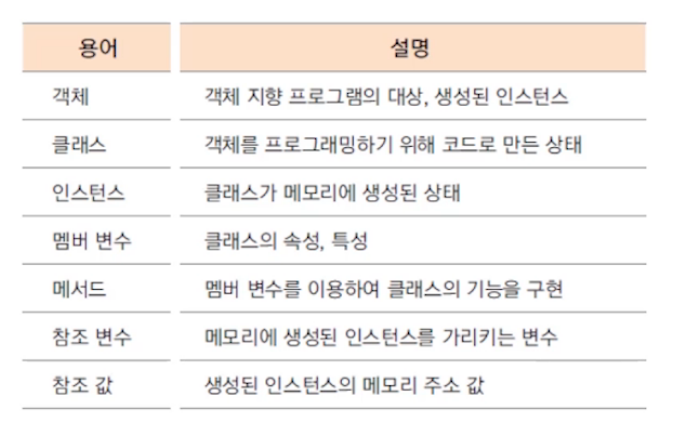 용어 설명
객체 객체 지향 프로그램의 대상, 생성된 인스턴스
클래스 객체를 프로그래밍하기 위해 코드로 만든 상태
인스턴스 클래스가 메모리에 생성된 상태
멤버 변수 클래스의 속성, 특성
메서드 멤버 변수를 이용하여 클래스의 기능을 구현
참조 변수 메모리에 생성된 인스턴스를 가리키는 변수
참조 값 생성된 인스턴스의 메모리 주소 값